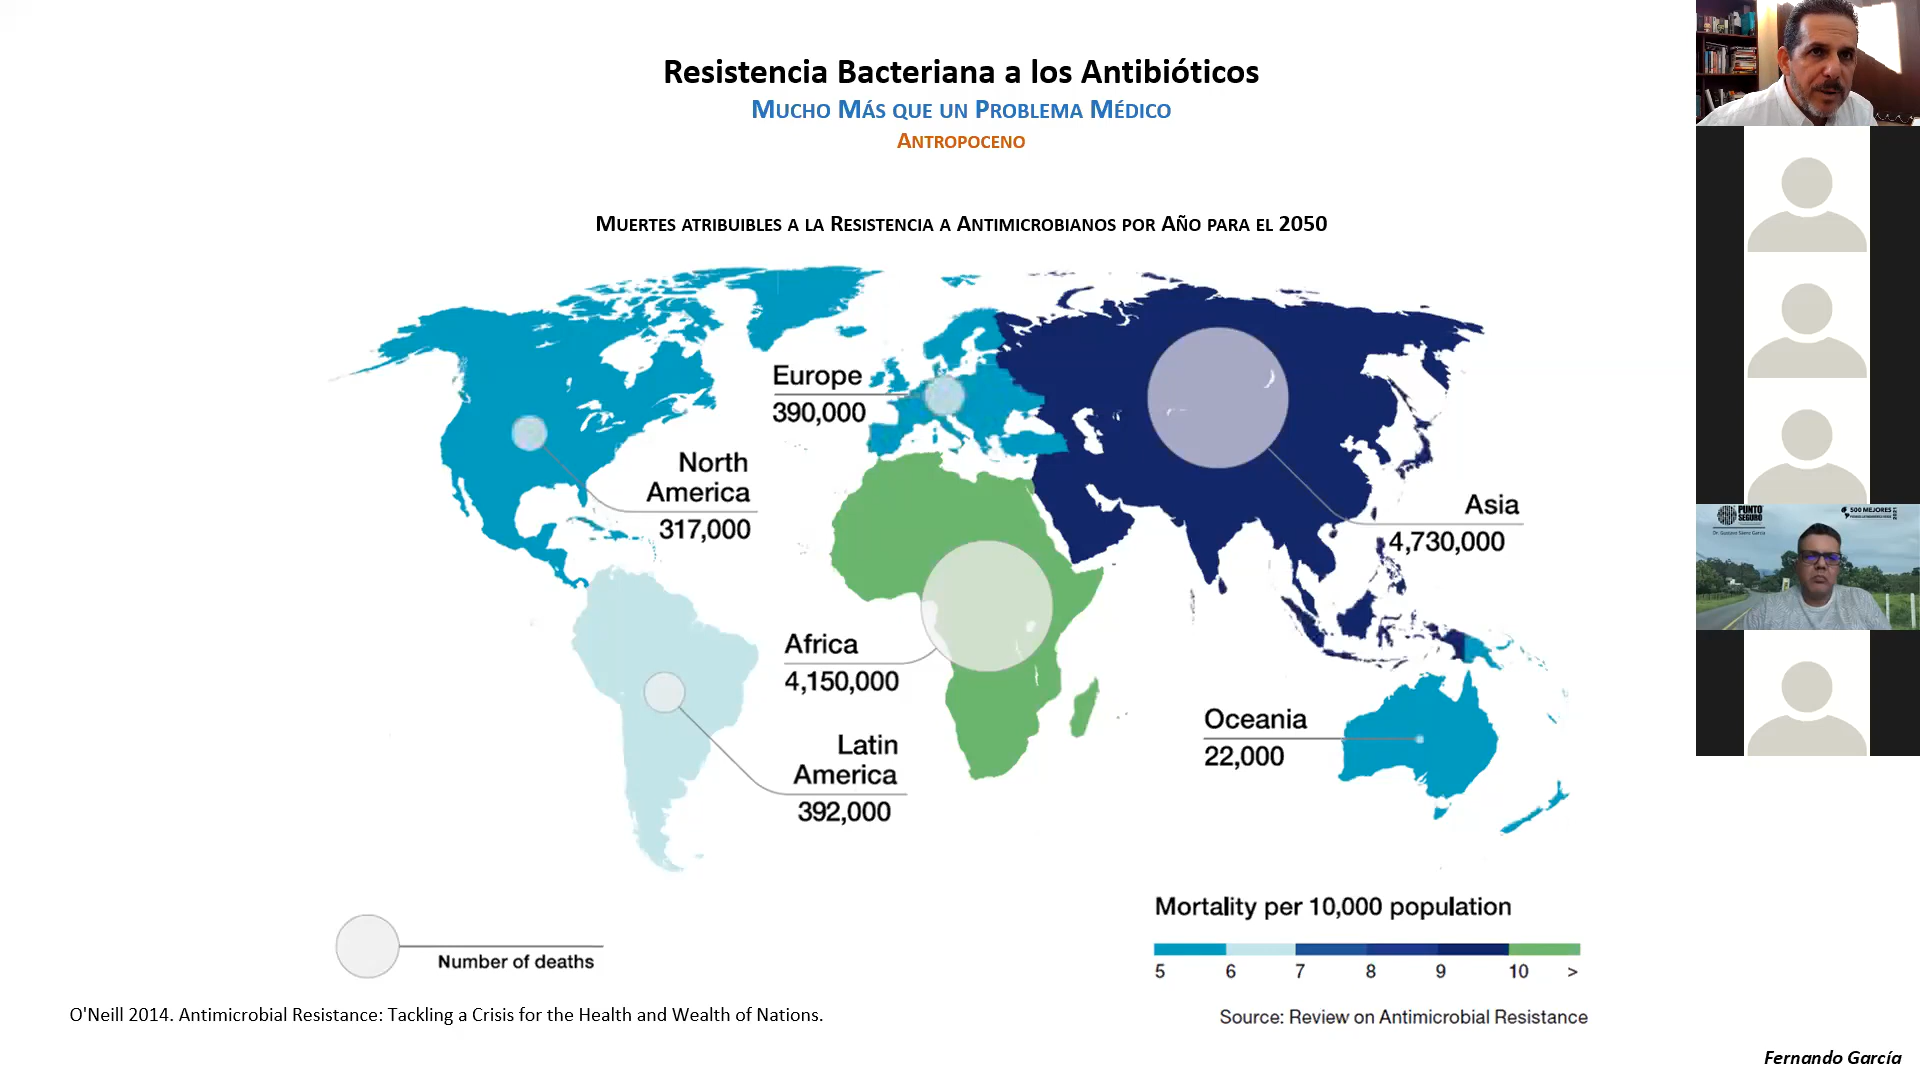 Resistencia Bacteriana a los Antibióticos
MUCHO MÁS QUE UN PROBLEMA MÉDICO
ANTROPOCENO
MUERTES ATRIBUIBLES A LA RESISTENCIA A ANTIMICROBIANOS POR AÑO PARA EL 2050
Europe
390,000
North
America
317,000
Asia
4,730,000
Africa
4,150,000
Latin
America
392,000
Oceania
22,000
Number of deaths
Mortality per 10,000 population
5 6 7 8 9 10 >
O'Neill 2014. Antimicrobial Resistance: Tackling a Crisis for the Health and Wealth of Nations.
Source: Review on Antimicrobial Resistance
Fernando García
PUNTO
SEGURO
500 MEJORES
2021